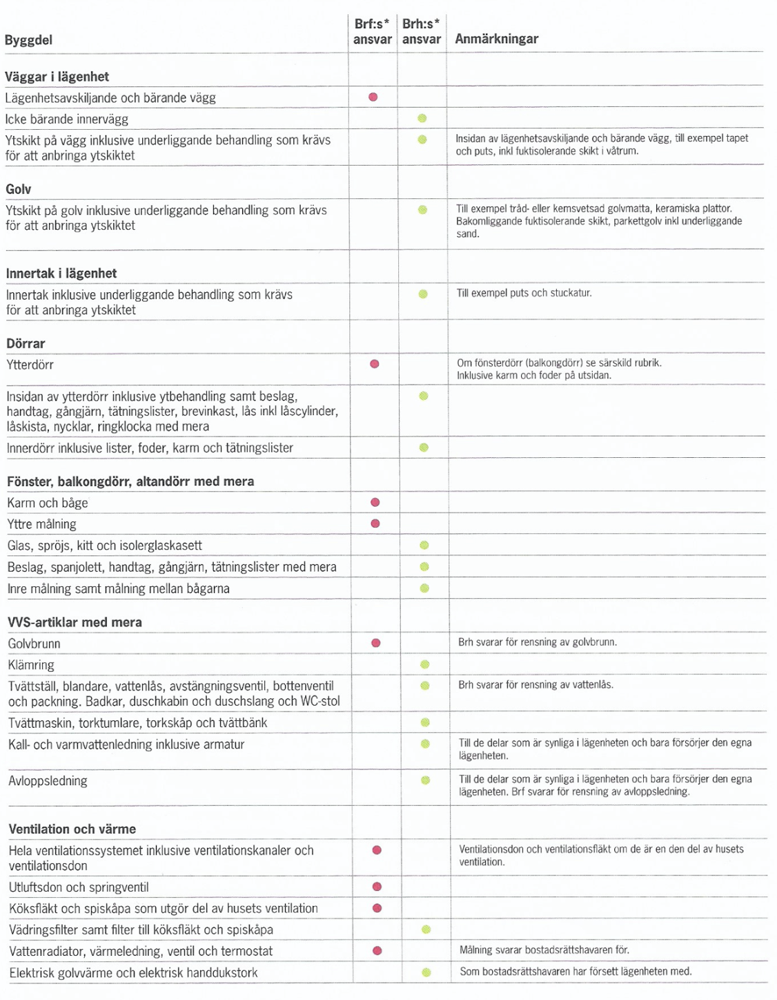 Byggdel
Brf:s*
ansvar
Brh:s*
ansvar
Anmärkningar
Väggar i lägenhet
Lägenhetsavskiljande och bärande vägg
Icke bärande innervägg
Ytskikt på vägg inklusive underliggande behandling som krävs
för att anbringa ytskiktet
Insidan av lägenhetsavskiljande och bärande vägg, till exempel tapet
och puts, inkl fuktisolerande skikt i våtrum.
Golv
Ytskikt på golv inklusive underliggande behandling som krävs
för att anbringa ytskiktet
Till exempel tråd- eller kemsvetsad golvmatta, keramiska plattor.
Bakomliggande fuktisolerande skikt, parkettgolv inkl underliggande
sand.
Innertak i lägenhet
Innertak inklusive underliggande behandling som krävs
för att anbringa ytskiktet
Till exempel puts och stuckatur.
Dörrar
Ytterdörr
Om fönsterdörr (balkongdörr) se särskild rubrik.
Inklusive karm och foder på utsidan.
Insidan av ytterdörr inklusive ytbehandling samt beslag,
handtag, gångjärn, tätningslister, brevinkast, lås inkl låscylinder,
låskista, nycklar, ringklocka med mera
Innerdörr inklusive lister, foder, karm och tätningslister
Fönster, balkongdörr, altandörr med mera
Karm och båge
Yttre målning
Glas, spröjs, kitt och isolerglaskasett
Beslag, spanjolett, handtag, gångjärn, tätningslister med mera
Inre målning samt målning mellan bågarna
VVS-artiklar med mera
Golvbrunn
Brh svarar för rensning av golvbrunn.
Klämring
Tvättställ, blandare, vattenlås, avstängningsventil, bottenventil
och packning. Badkar, duschkabin och duschslang och WC-stol
Brh svarar för rensning av vattenlås.
Tvättmaskin, torktumlare, torkskåp och tvättbänk
Kall- och varmvattenledning inklusive armatur
Till de delar som är synliga i lägenheten och bara försörjer den egna
lägenheten.
Avloppsledning
Till de delar som är synliga i lägenheten och bara försörjer den egna
lägenheten. Brf svarar för rensning av avloppsledning.
Ventilation och värme
Hela ventilationssystemet inklusive ventilationskanaler och
ventilationsdon
Ventilationsdon och ventilationsfläkt om de är en den del av husets
ventilation.
Utluftsdon och springventil
Köksfläkt och spiskåpa som utgör del av husets ventilation
Vädringsfilter samt filter till köksfläkt och spiskåpa
Vattenradiator, värmeledning, ventil och termostat
Målning svarar bostadsrättshavaren för.
Elektrisk golvvärme och elektrisk handdukstork
Som bostadsrättshavaren har försett lägenheten med.